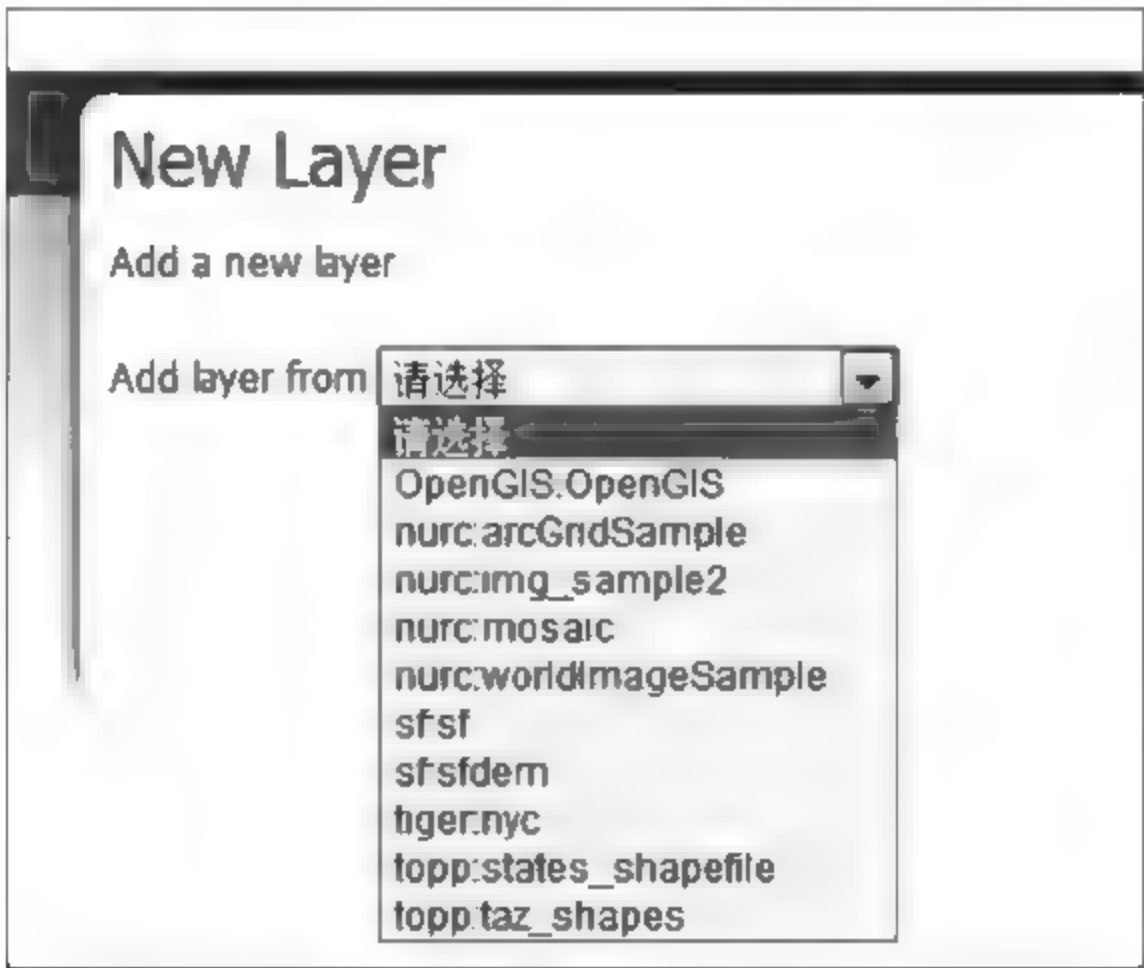 New Layer
Add a new layer
Add layer from 请选择
请选择
OpenGIS:OpenGIS
nurc:arcGridSample
nurc:img_sample2
nurc:mosaic
nurc:worldImageSample
sf:sf
sf:sfdem
tiger:nyc
topp:states_shapefile
topp:taz_shapes